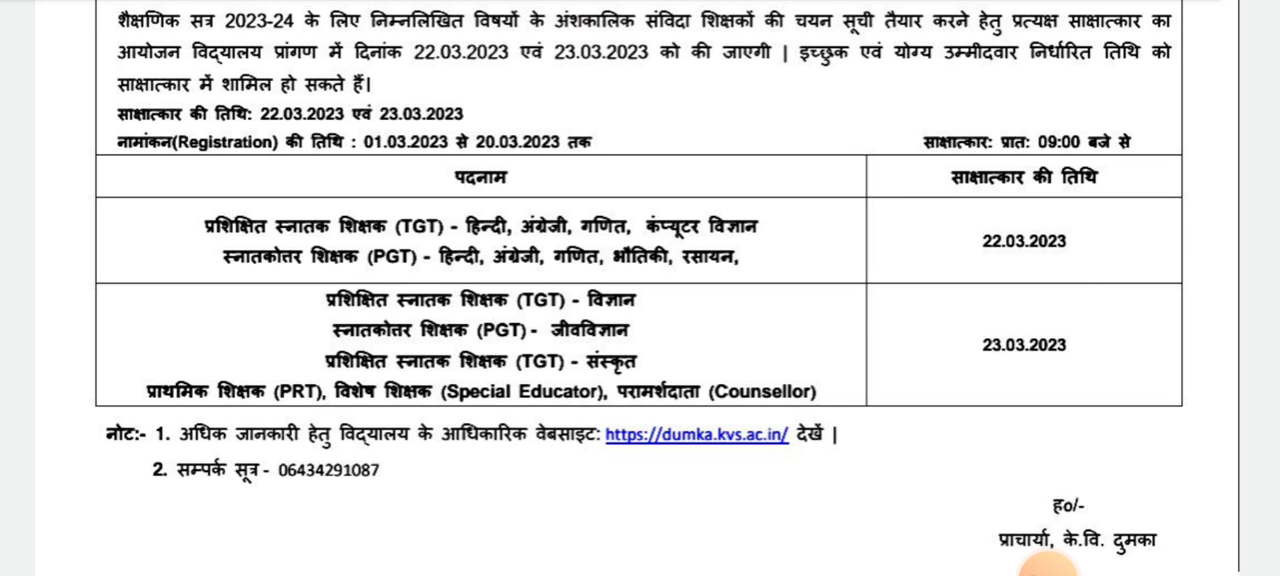 शैक्षणिक सत्र 2023-24 के लिए निम्नलिखित विषयों के अंशकालिक संविदा शिक्षकों की चयन सूची तैयार करने हेतु प्रत्यक्ष साक्षात्कार का
आयोजन विद्यालय प्रांगण में दिनांक 22.03.2023 एवं 23.03.2023 को की जाएगी | इच्छुक एवं योग्य उम्मीदवार निर्धारित तिथि को
साक्षात्कार में शामिल हो सकते हैं।
साक्षात्कार की तिथि: 22.03.2023 एवं 23.03.2023
नामांकन(Registration) की तिथि : 01.03.2023 से 20.03.2023 तक साक्षात्कार: प्रात: 09:00 बजे से
पदनाम साक्षात्कार की तिथि
प्रशिक्षित स्नातक शिक्षक (TGT) - हिन्दी, अंग्रेजी, गणित, कंप्यूटर विज्ञान
स्नातकोत्तर शिक्षक (PGT) - हिन्दी, अंग्रेजी, गणित, भौतिकी, रसायन,
22.03.2023
प्रशिक्षित स्नातक शिक्षक (TGT) - विज्ञान
स्नातकोत्तर शिक्षक (PGT) - जीवविज्ञान
प्रशिक्षित स्नातक शिक्षक (TGT) - संस्कृत
प्राथमिक शिक्षक (PRT), विशेष शिक्षक (Special Educator), परामर्शदाता (Counsellor)
23.03.2023
नोट:- 1. अधिक जानकारी हेतु विद्यालय के आधिकारिक वेबसाइट: https://dumka.kvs.ac.in/ देखें |
2. सम्पर्क सूत्र - 06434291087
ह०/-
प्राचार्या, के.वि. दुमका